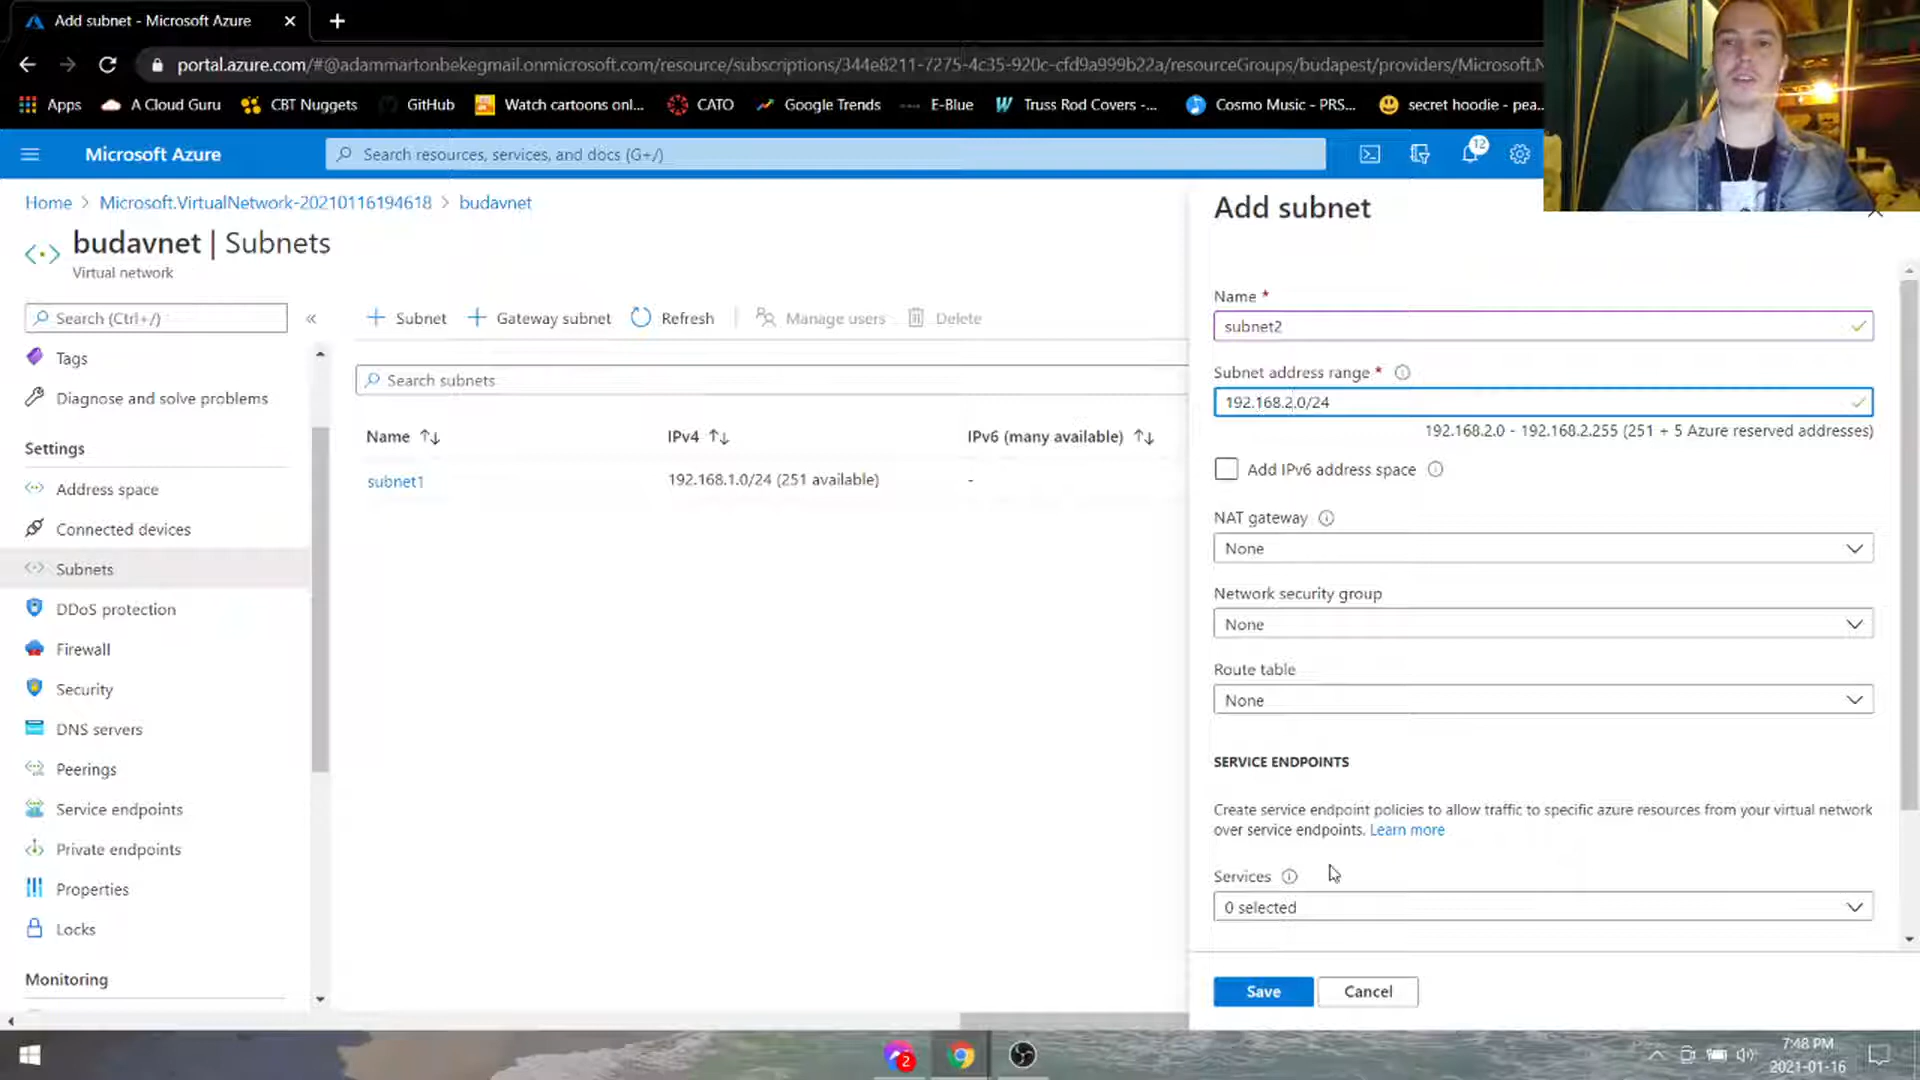 Add subnet - Microsoft Azure
portal.azure.com/#@adammartonbekegmail.onmicrosoft.com/resource/subscriptions/344e8211-7275-4c35-920c-cfd9a999b22a/resourceGroups/budapest/providers/Microsoft.N
Apps A Cloud Guru CBT Nuggets GitHub Watch cartoons onl... CATO Google Trends E-Blue Truss Rod Covers -... Cosmo Music - PRS... secret hoodie - pea...
Microsoft Azure
Search resources, services, and docs (G+/)
12
Home > Microsoft.VirtualNetwork-20210116194618 > budavnet
budavnet | Subnets
Virtual network
Search (Ctrl+/)
«
Tags
Diagnose and solve problems
Settings
Address space
Connected devices
Subnets
DDoS protection
Firewall
Security
DNS servers
Peerings
Service endpoints
Private endpoints
Properties
Locks
Monitoring
+ Subnet + Gateway subnet Refresh Manage users Delete
Search subnets
Name IPv4 IPv6 (many available)
subnet1 192.168.1.0/24 (251 available) -
Add subnet
Name *
subnet2
Subnet address range *
192.168.2.0/24
192.168.2.0 - 192.168.2.255 (251 + 5 Azure reserved addresses)
Add IPv6 address space
NAT gateway
None
Network security group
None
Route table
None
SERVICE ENDPOINTS
Create service endpoint policies to allow traffic to specific azure resources from your virtual network
over service endpoints. Learn more
Services
0 selected
Save Cancel
2
7:48 PM
2021-01-16